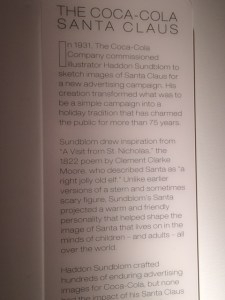 THE COCA-COLA
SANTA CLAUS
In 1931, The Coca-Cola
Company commissioned
illustrator Haddon Sundblom to
sketch images of Santa Claus for
a new advertising campaign. His
creation transformed what was to
be a simple campaign into a
holiday tradition that has charmed
the public for more than 75 years.
Sundblom drew inspiration from
"A Visit from St. Nicholas," the
1822 poem by Clement Clarke
Moore, who described Santa as "a
right jolly old elf." Unlike earlier
versions of a stern and sometimes
scary figure, Sundblom's Santa
projected a warm and friendly
personality that helped shape the
image of Santa that lives on in the
minds of children – and adults – all
over the world.
Haddon Sundblom crafted
hundreds of enduring advertising
images for Coca-Cola, but none
the impact of his Santa Claus